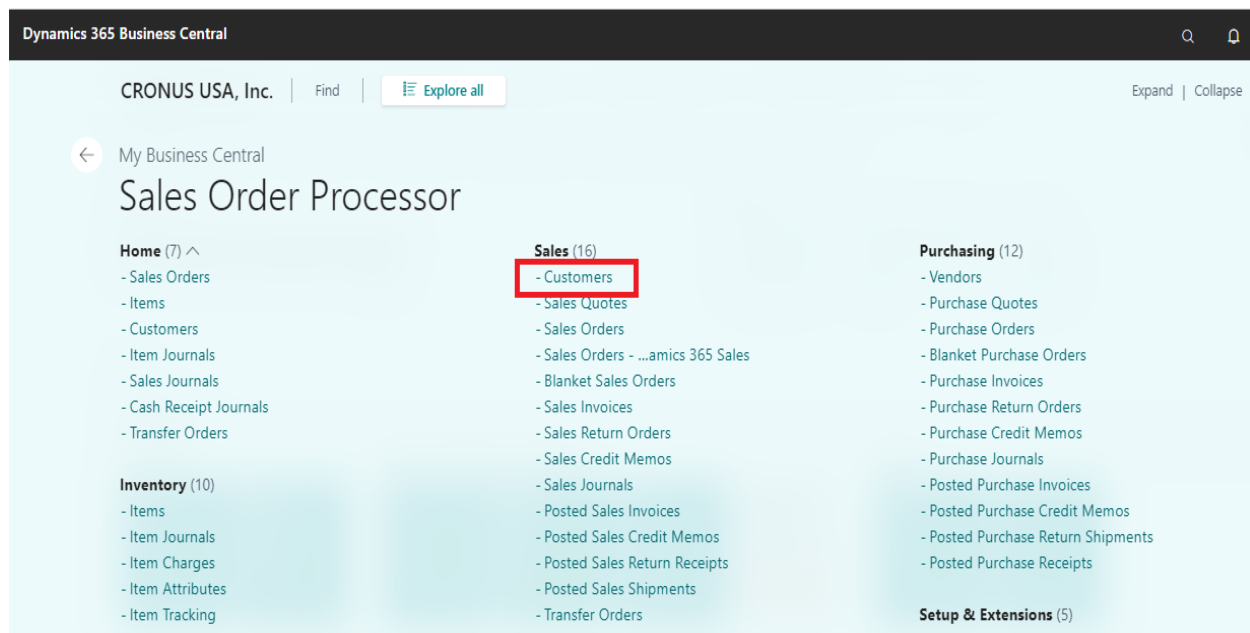 Dynamics 365 Business Central
CRONUS USA, Inc. | Find | Explore all
Expand | Collapse
My Business Central
Sales Order Processor
Home (7)
- Sales Orders
- Items
- Customers
- Item Journals
- Sales Journals
- Cash Receipt Journals
- Transfer Orders
Inventory (10)
- Items
- Item Journals
- Item Charges
- Item Attributes
- Item Tracking
Sales (16)
- Customers
- Sales Quotes
- Sales Orders
- Sales Orders - ...amics 365 Sales
- Blanket Sales Orders
- Sales Invoices
- Sales Return Orders
- Sales Credit Memos
- Sales Journals
- Posted Sales Invoices
- Posted Sales Credit Memos
- Posted Sales Return Receipts
- Posted Sales Shipments
- Transfer Orders
Purchasing (12)
- Vendors
- Purchase Quotes
- Purchase Orders
- Blanket Purchase Orders
- Purchase Invoices
- Purchase Return Orders
- Purchase Credit Memos
- Purchase Journals
- Posted Purchase Invoices
- Posted Purchase Credit Memos
- Posted Purchase Return Shipments
- Posted Purchase Receipts
Setup & Extensions (5)